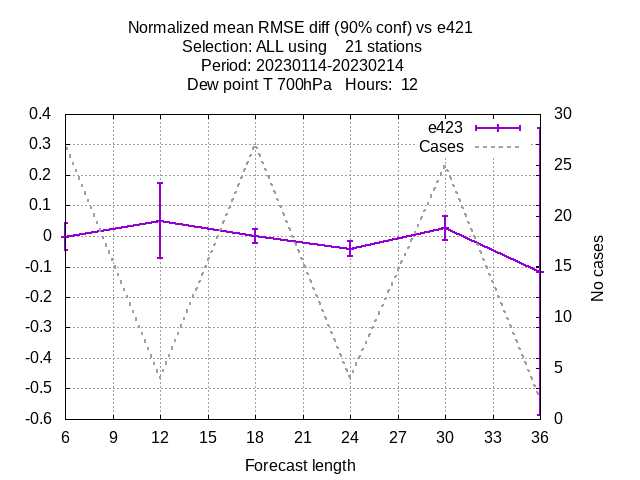 Normalized mean RMSE diff (90% conf) vs e421
Selection: ALL using    21 stations
Period: 20230114-20230214
Dew point T 700hPa   Hours:  12
e423
Cases
0.4
0.3
0.2
0.1
0
-0.1
-0.2
-0.3
-0.4
-0.5
-0.6
30
25
20
15
10
5
0
No cases
6 9 12 15 18 21 24 27 30 33 36
Forecast length